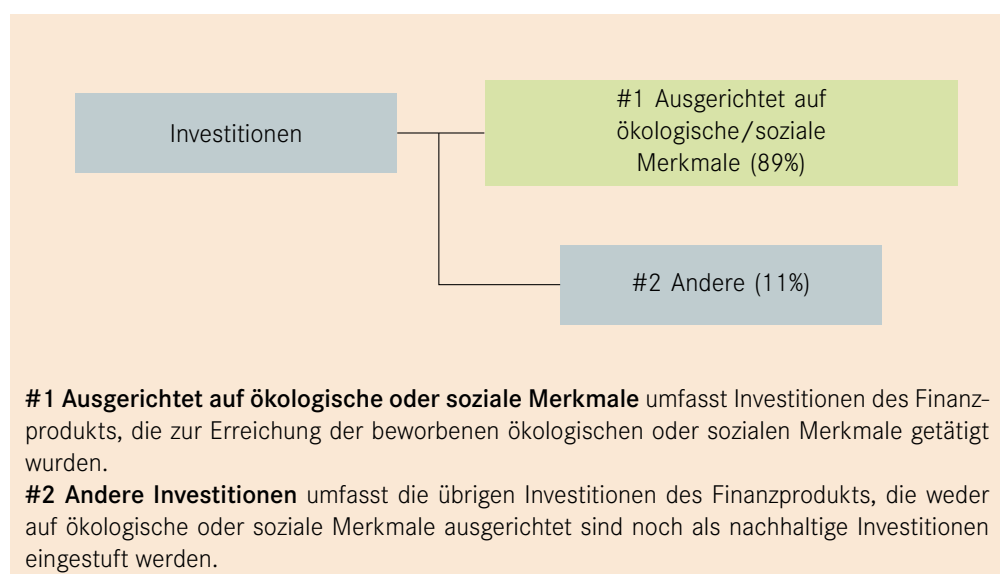 Investitionen
#1 Ausgerichtet auf
ökologische/soziale
Merkmale (89%)
#2 Andere (11%)
#1 Ausgerichtet auf ökologische oder soziale Merkmale umfasst Investitionen des Finanz-
produkts, die zur Erreichung der beworbenen ökologischen oder sozialen Merkmale getätigt
wurden.
#2 Andere Investitionen umfasst die übrigen Investitionen des Finanzprodukts, die weder
auf ökologische oder soziale Merkmale ausgerichtet sind noch als nachhaltige Investitionen
eingestuft werden.